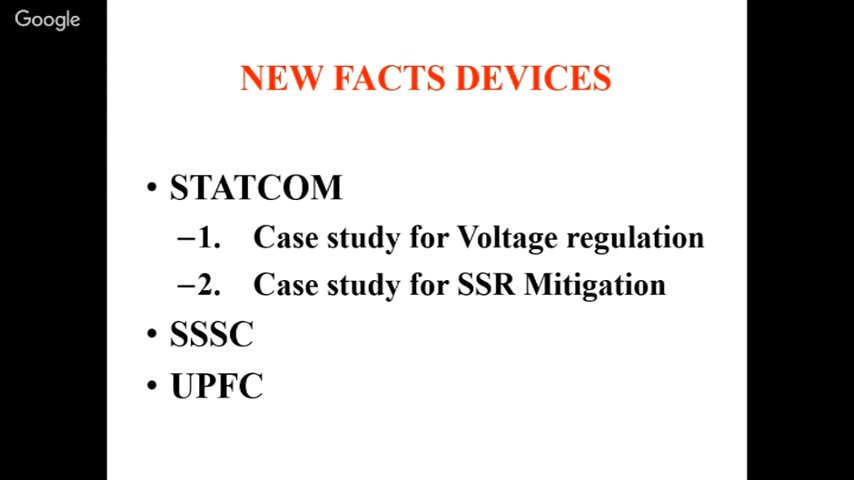 Google
NEW FACTS DEVICES
• STATCOM
–1. Case study for Voltage regulation
–2. Case study for SSR Mitigation
• SSSC
• UPFC